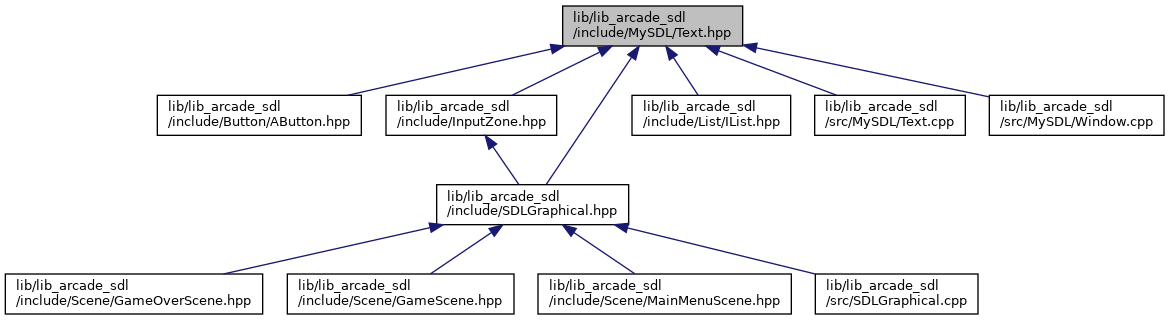 lib/lib_arcade_sdl
/include/MySDL/Text.hpp
lib/lib_arcade_sdl
/include/Button/AButton.hpp
lib/lib_arcade_sdl
/include/InputZone.hpp
lib/lib_arcade_sdl
/include/List/IList.hpp
lib/lib_arcade_sdl
/src/MySDL/Text.cpp
lib/lib_arcade_sdl
/src/MySDL/Window.cpp
lib/lib_arcade_sdl
/include/SDLGraphical.hpp
lib/lib_arcade_sdl
/include/Scene/GameOverScene.hpp
lib/lib_arcade_sdl
/include/Scene/GameScene.hpp
lib/lib_arcade_sdl
/include/Scene/MainMenuScene.hpp
lib/lib_arcade_sdl
/src/SDLGraphical.cpp